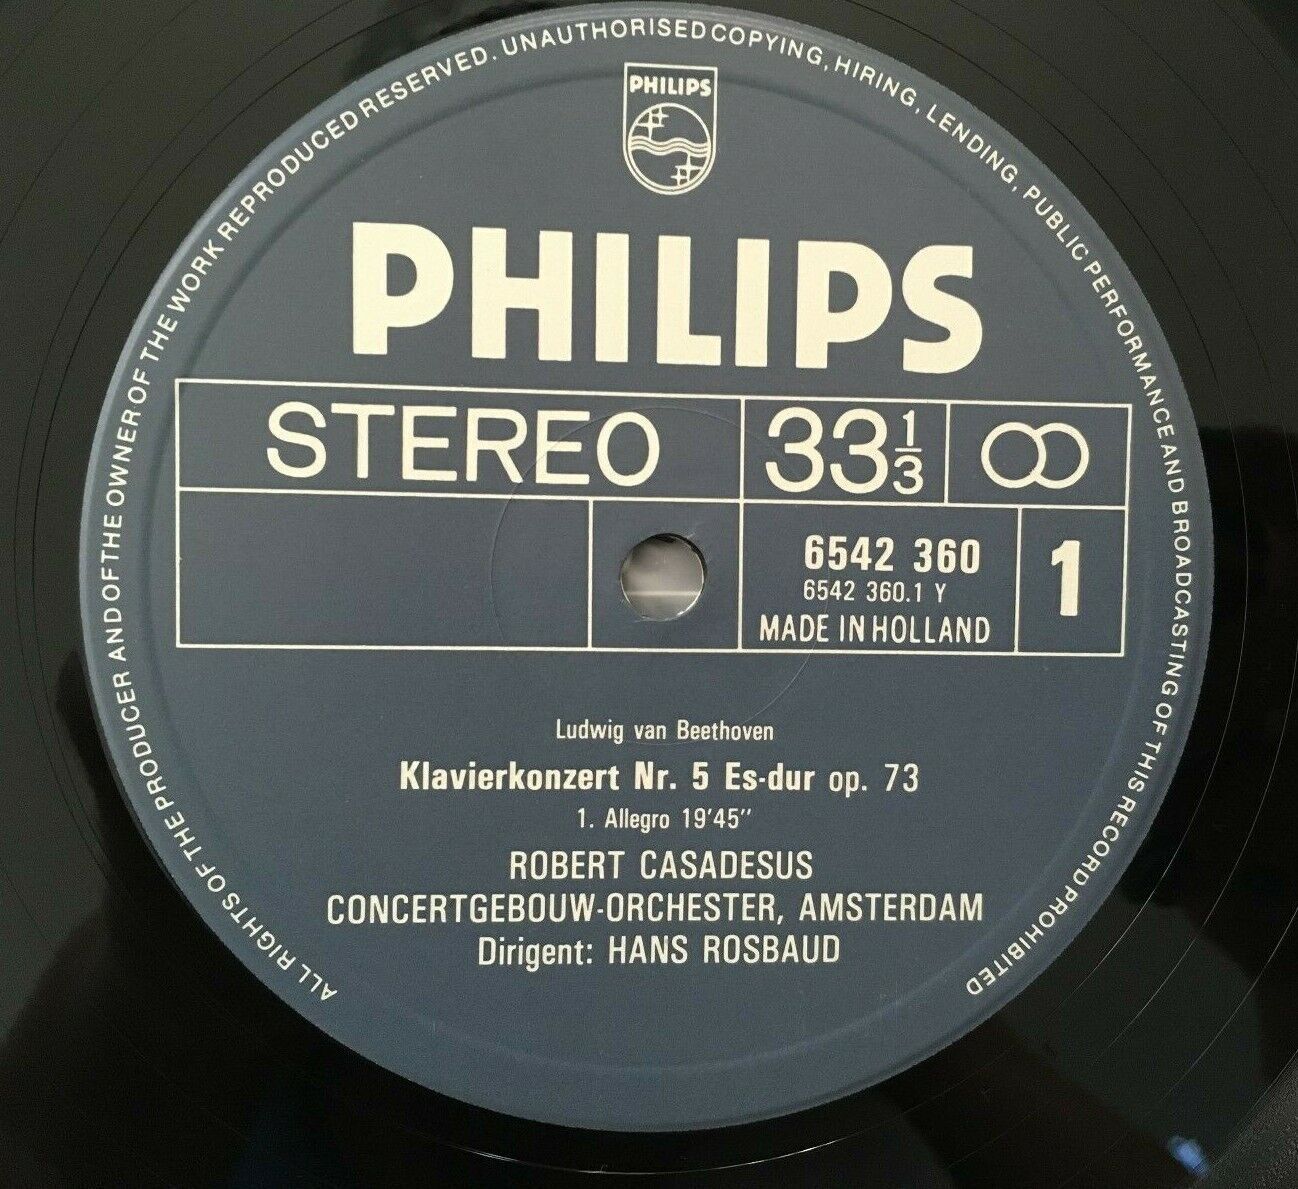 ALL RIGHTS OF THE PRODUCER AND OF THE OWNER OF THE WORK REPRODUCED RESERVED. UNAUTHORISED COPYING, HIRING, LENDING, PUBLIC PERFORMANCE AND BROADCASTING OF THIS RECORD PROHIBITED
PHILIPS
PHILIPS
STEREO 33 1/3
6542 360 1
6542 360.1 Y
MADE IN HOLLAND
Ludwig van Beethoven
Klavierkonzert Nr. 5 Es-dur op. 73
1. Allegro 19'45"
ROBERT CASADESUS
CONCERTGEBOUW-ORCHESTER, AMSTERDAM
Dirigent: HANS ROSBAUD